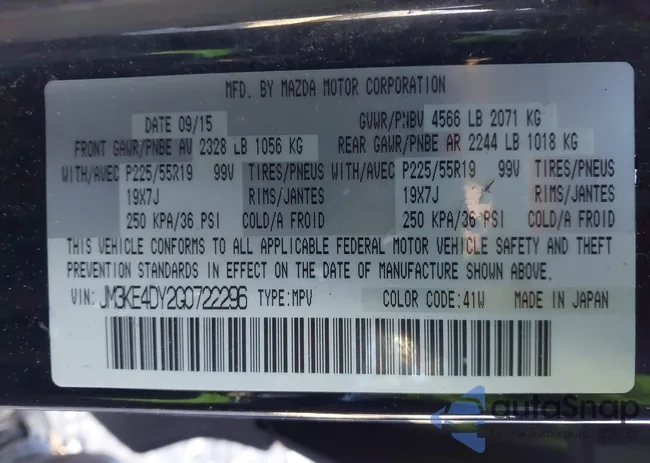 MFD. BY MAZDA MOTOR CORPORATION
DATE 09/15 GVWR/PNBV 4566 LB 2071 KG
FRONT GAWR/PNBE AV 2328 LB 1056 KG REAR GAWR/PNBE AR 2244 LB 1018 KG
WITH/AVEC P225/55R19 99V TIRES/PNEUS WITH/AVEC P225/55R19 99V TIRES/PNEUS
19X7J RIMS/JANTES 19X7J RIMS/JANTES
250 KPA/36 PSI COLD/A FROID 250 KPA/36 PSI COLD/A FROID
THIS VEHICLE CONFORMS TO ALL APPLICABLE FEDERAL MOTOR VEHICLE SAFETY AND THEFT
PREVENTION STANDARDS IN EFFECT ON THE DATE OF MANUFACTURE SHOWN ABOVE.
VIN: JM3KE4DY2G0722296 TYPE:MPV COLOR CODE:41W MADE IN JAPAN
autoSnap